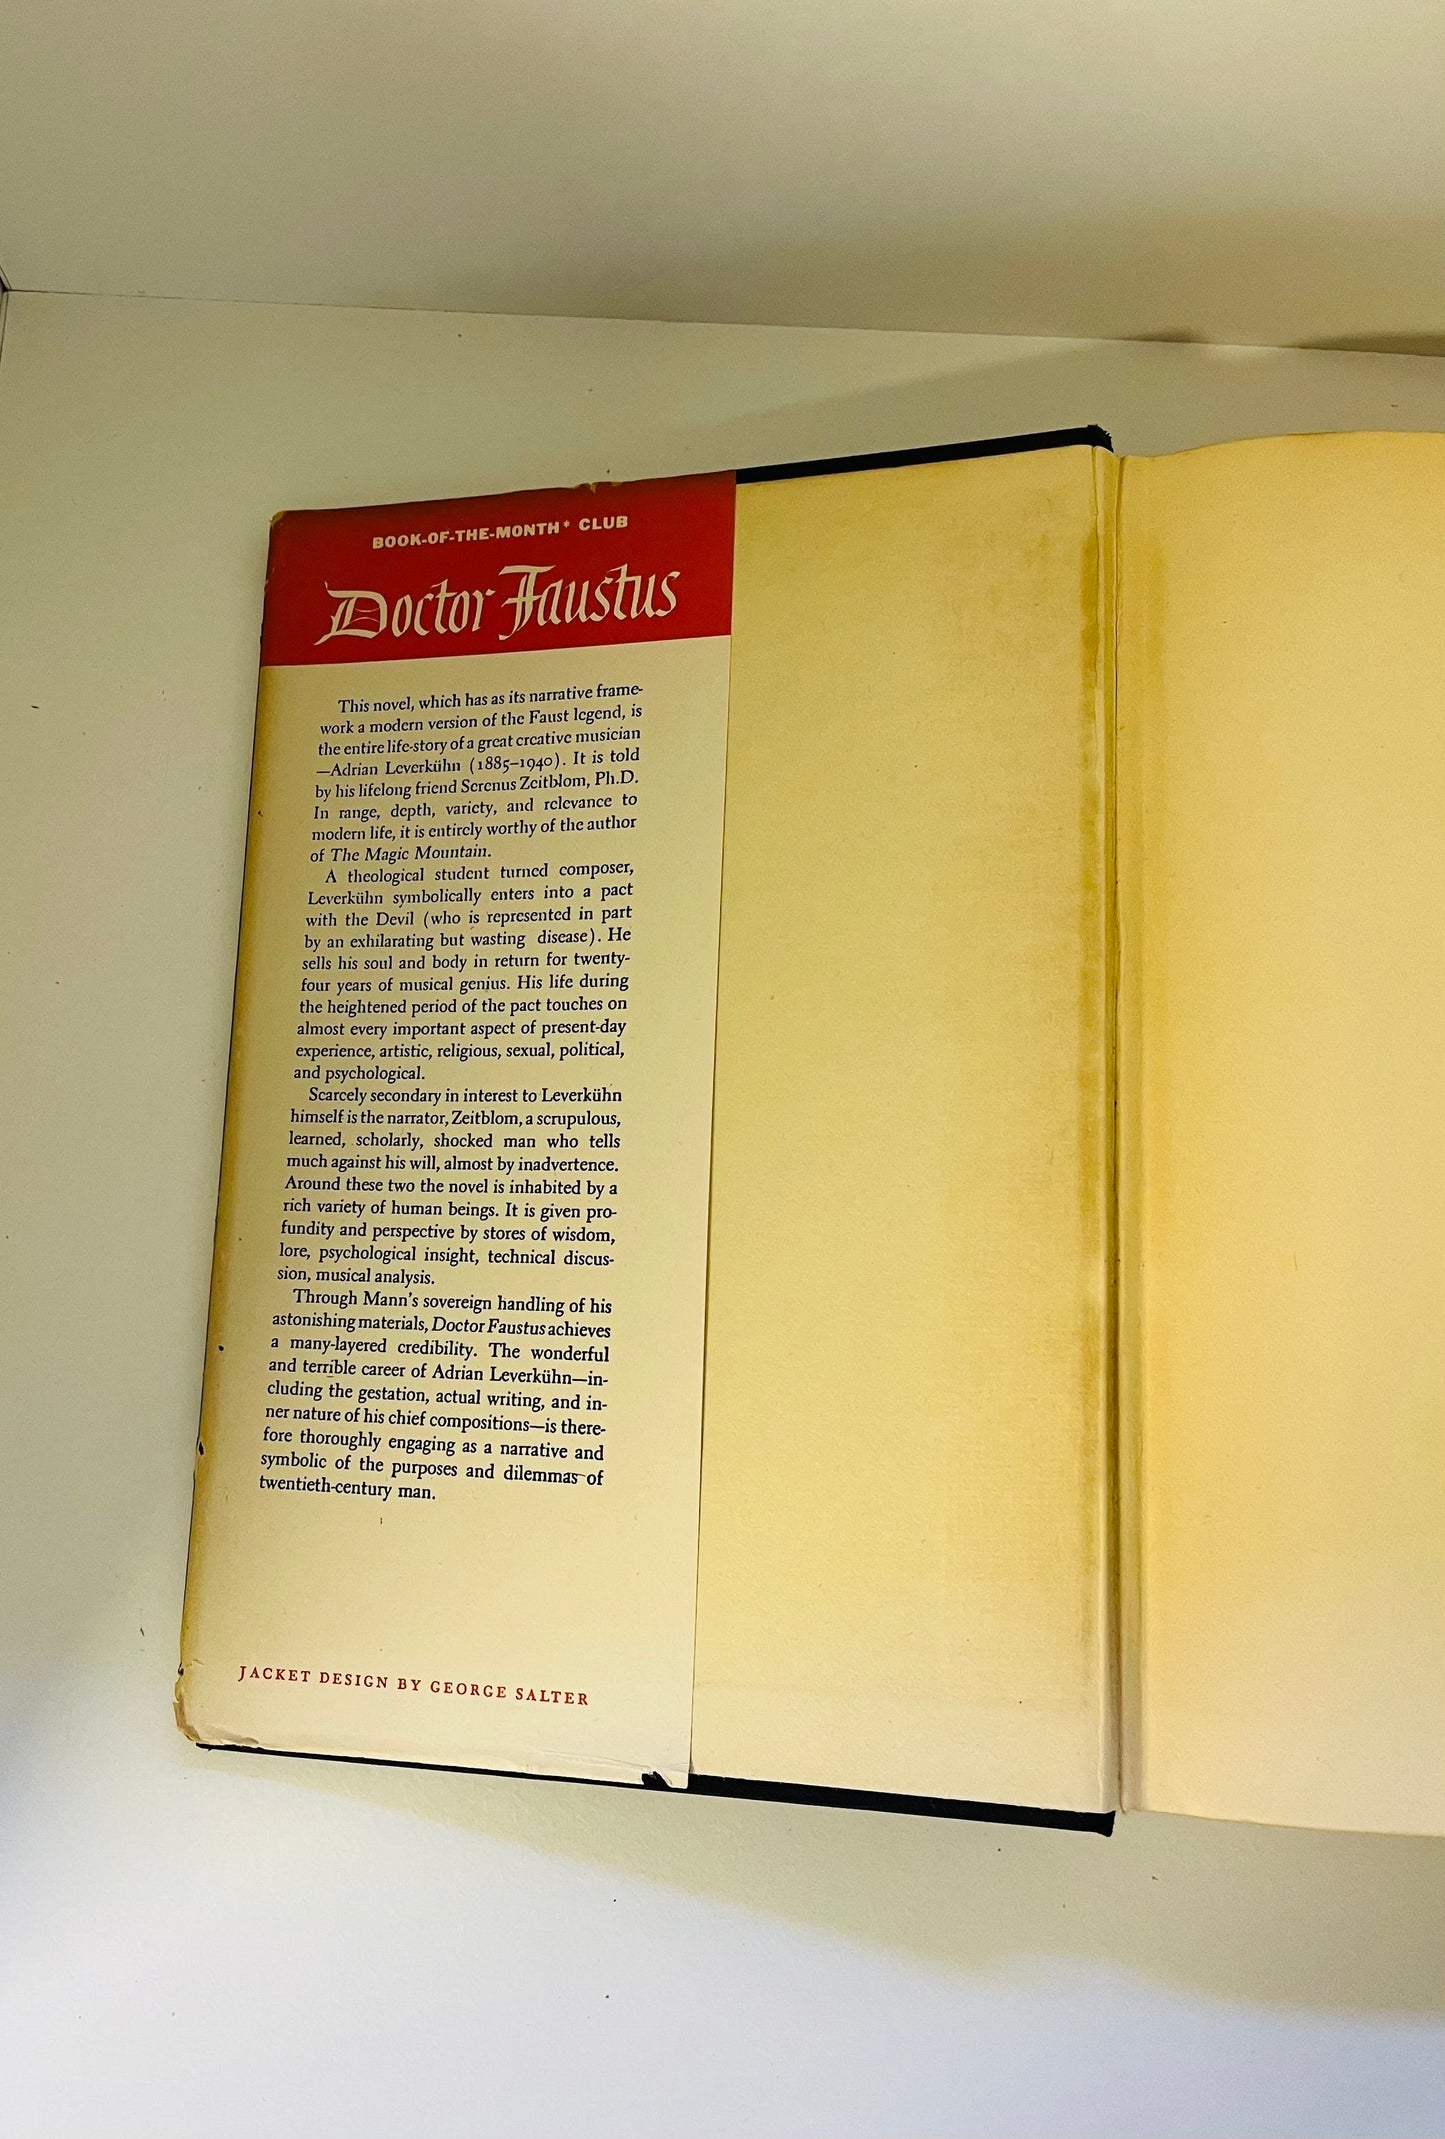 BOOK-OF-THE-MONTH* CLUB
Doctor Faustus
This novel, which has as its narrative frame-
work a modern version of the Faust legend, is
the entire life-story of a great creative musician
—Adrian Leverkühn (1885–1940). It is told
by his lifelong friend Serenus Zeitblom, Ph.D.
In range, depth, variety, and relevance to
modern life, it is entirely worthy of the author
of The Magic Mountain.
A theological student turned composer,
Leverkühn symbolically enters into a pact
with the Devil (who is represented in part
by an exhilarating but wasting disease). He
sells his soul and body in return for twenty-
four years of musical genius. His life during
the heightened period of the pact touches on
almost every important aspect of present-day
experience, artistic, religious, sexual, political,
and psychological.
Scarcely secondary in interest to Leverkühn
himself is the narrator, Zeitblom, a scrupulous,
learned, scholarly, shocked man who tells
much against his will, almost by inadvertence.
Around these two the novel is inhabited by a
rich variety of human beings. It is given pro-
fundity and perspective by stores of wisdom,
lore, psychological insight, technical discus-
sion, musical analysis.
Through Mann's sovereign handling of his
astonishing materials, Doctor Faustus achieves
a many-layered credibility. The wonderful
and terrible career of Adrian Leverkühn—in-
cluding the gestation, actual writing, and in-
ner nature of his chief compositions—is there-
fore thoroughly engaging as a narrative and
symbolic of the purposes and dilemmas of
twentieth-century man.
JACKET DESIGN BY GEORGE SALTER